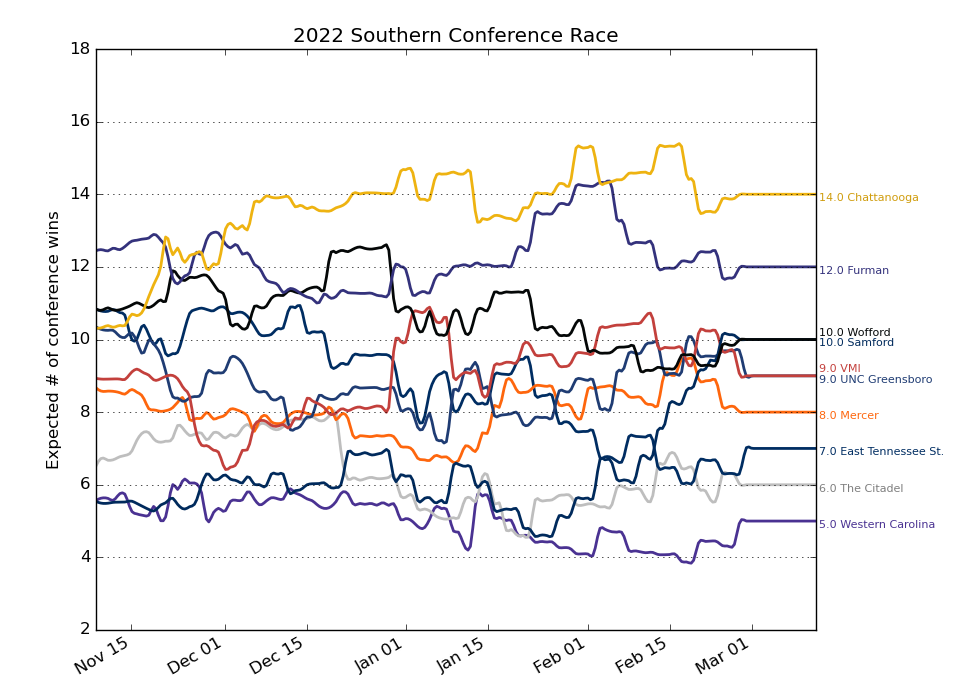 2022 Southern Conference Race
Expected # of conference wins
18
16
14
12
10
8
6
4
2
14.0 Chattanooga
12.0 Furman
10.0 Wofford
10.0 Samford
9.0 VMI
9.0 UNC Greensboro
8.0 Mercer
7.0 East Tennessee St.
6.0 The Citadel
5.0 Western Carolina
Nov 15
Dec 01
Dec 15
Jan 01
Jan 15
Feb 01
Feb 15
Mar 01